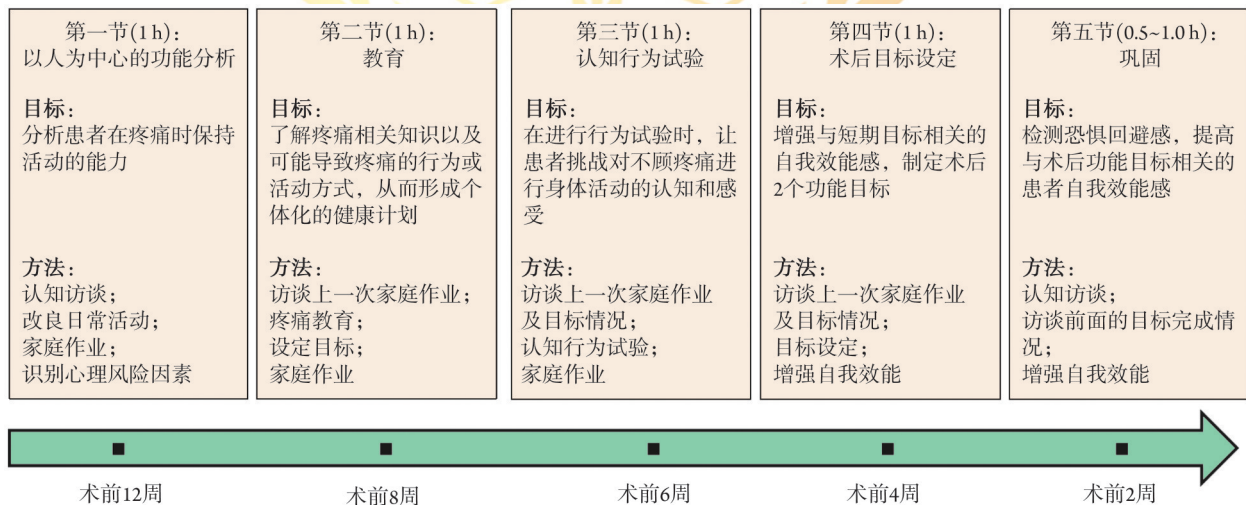 第一节(1 h)：
以人为中心的功能分析
目标：
分析患者在疼痛时保持
活动的能力
方法：
认知访谈；
改良日常活动；
家庭作业；
识别心理风险因素
第二节(1 h)：
教育
目标：
了解疼痛相关知识以及
可能导致疼痛的行为或
活动方式，从而形成个
体化的健康计划
方法：
访谈上一次家庭作业；
疼痛教育；
设定目标；
家庭作业
第三节(1 h)：
认知行为试验
目标：
在进行行为试验时，让
患者挑战对不顾疼痛进
行身体活动的认知和感
受
方法：
访谈上一次家庭作业
及目标情况；
认知行为试验；
家庭作业
第四节(1 h)：
术后目标设定
目标：
增强与短期目标相关的
自我效能感，制定术后
2个功能目标
方法：
访谈上一次家庭作业
及目标情况；
目标设定；
增强自我效能
第五节(0.5~1.0 h)：
巩固
目标：
检测恐惧回避感，提高
与术后功能目标相关的
患者自我效能感
方法：
认知访谈；
访谈前面的目标完成情
况；
增强自我效能
术前12周
术前8周
术前6周
术前4周
术前2周